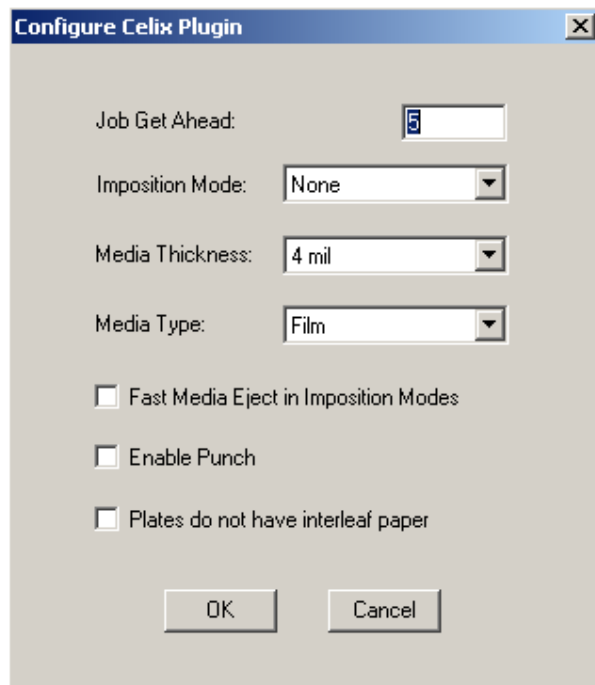 Configure Celix Plugin
Job Get Ahead: 5
Imposition Mode: None
Media Thickness: 4 mil
Media Type: Film
Fast Media Eject in Imposition Modes
Enable Punch
Plates do not have interleaf paper
OK Cancel